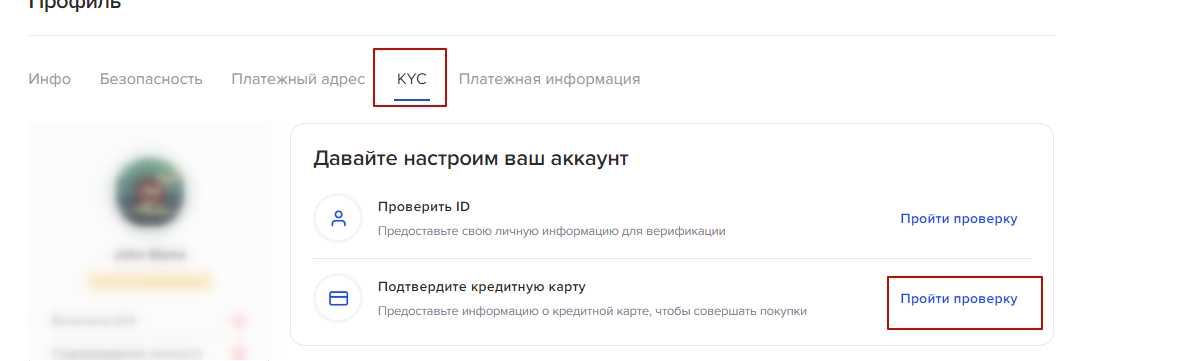 Профиль
Инфо Безопасность Платежный адрес KYC Платежная информация
Давайте настроим ваш аккаунт
Проверить ID
Предоставьте свою личную информацию для верификации
Пройти проверку
Подтвердите кредитную карту
Предоставьте информацию о кредитной карте, чтобы совершать покупки
Пройти проверку